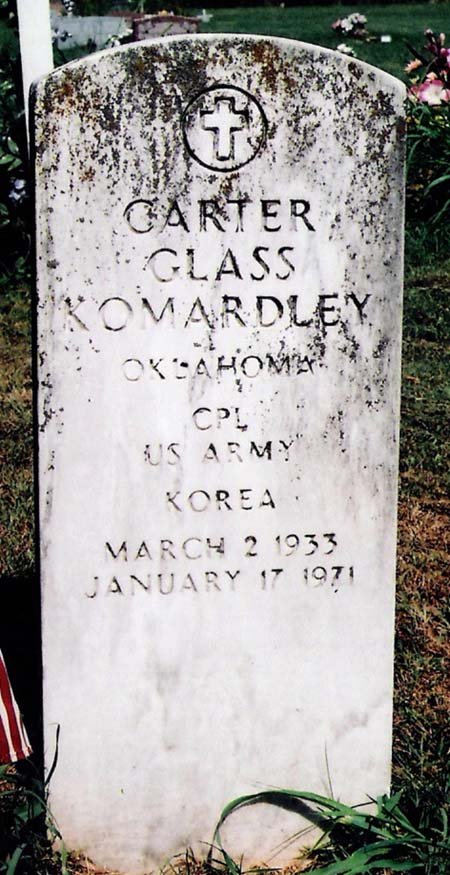 CARTER
GLASS
KOMARDLEY
OKLAHOMA
CPL
US ARMY
KOREA
MARCH 2 1933
JANUARY 17 1971